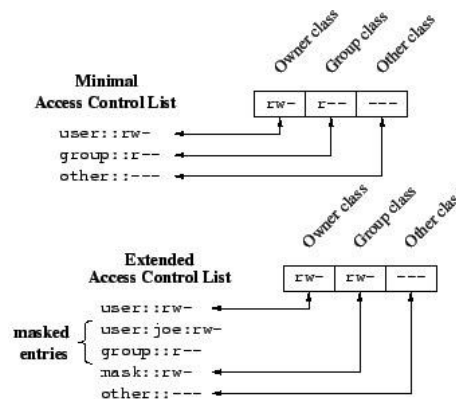 Owner class
Group class
Other class
Minimal
Access Control List
rw- r-- ---
user::rw-
group::r--
other::---
Owner class
Group class
Other class
Extended
Access Control List
rw- rw- ---
user::rw-
masked entries
user:joe:rw-
group::r--
mask::rw-
other::---